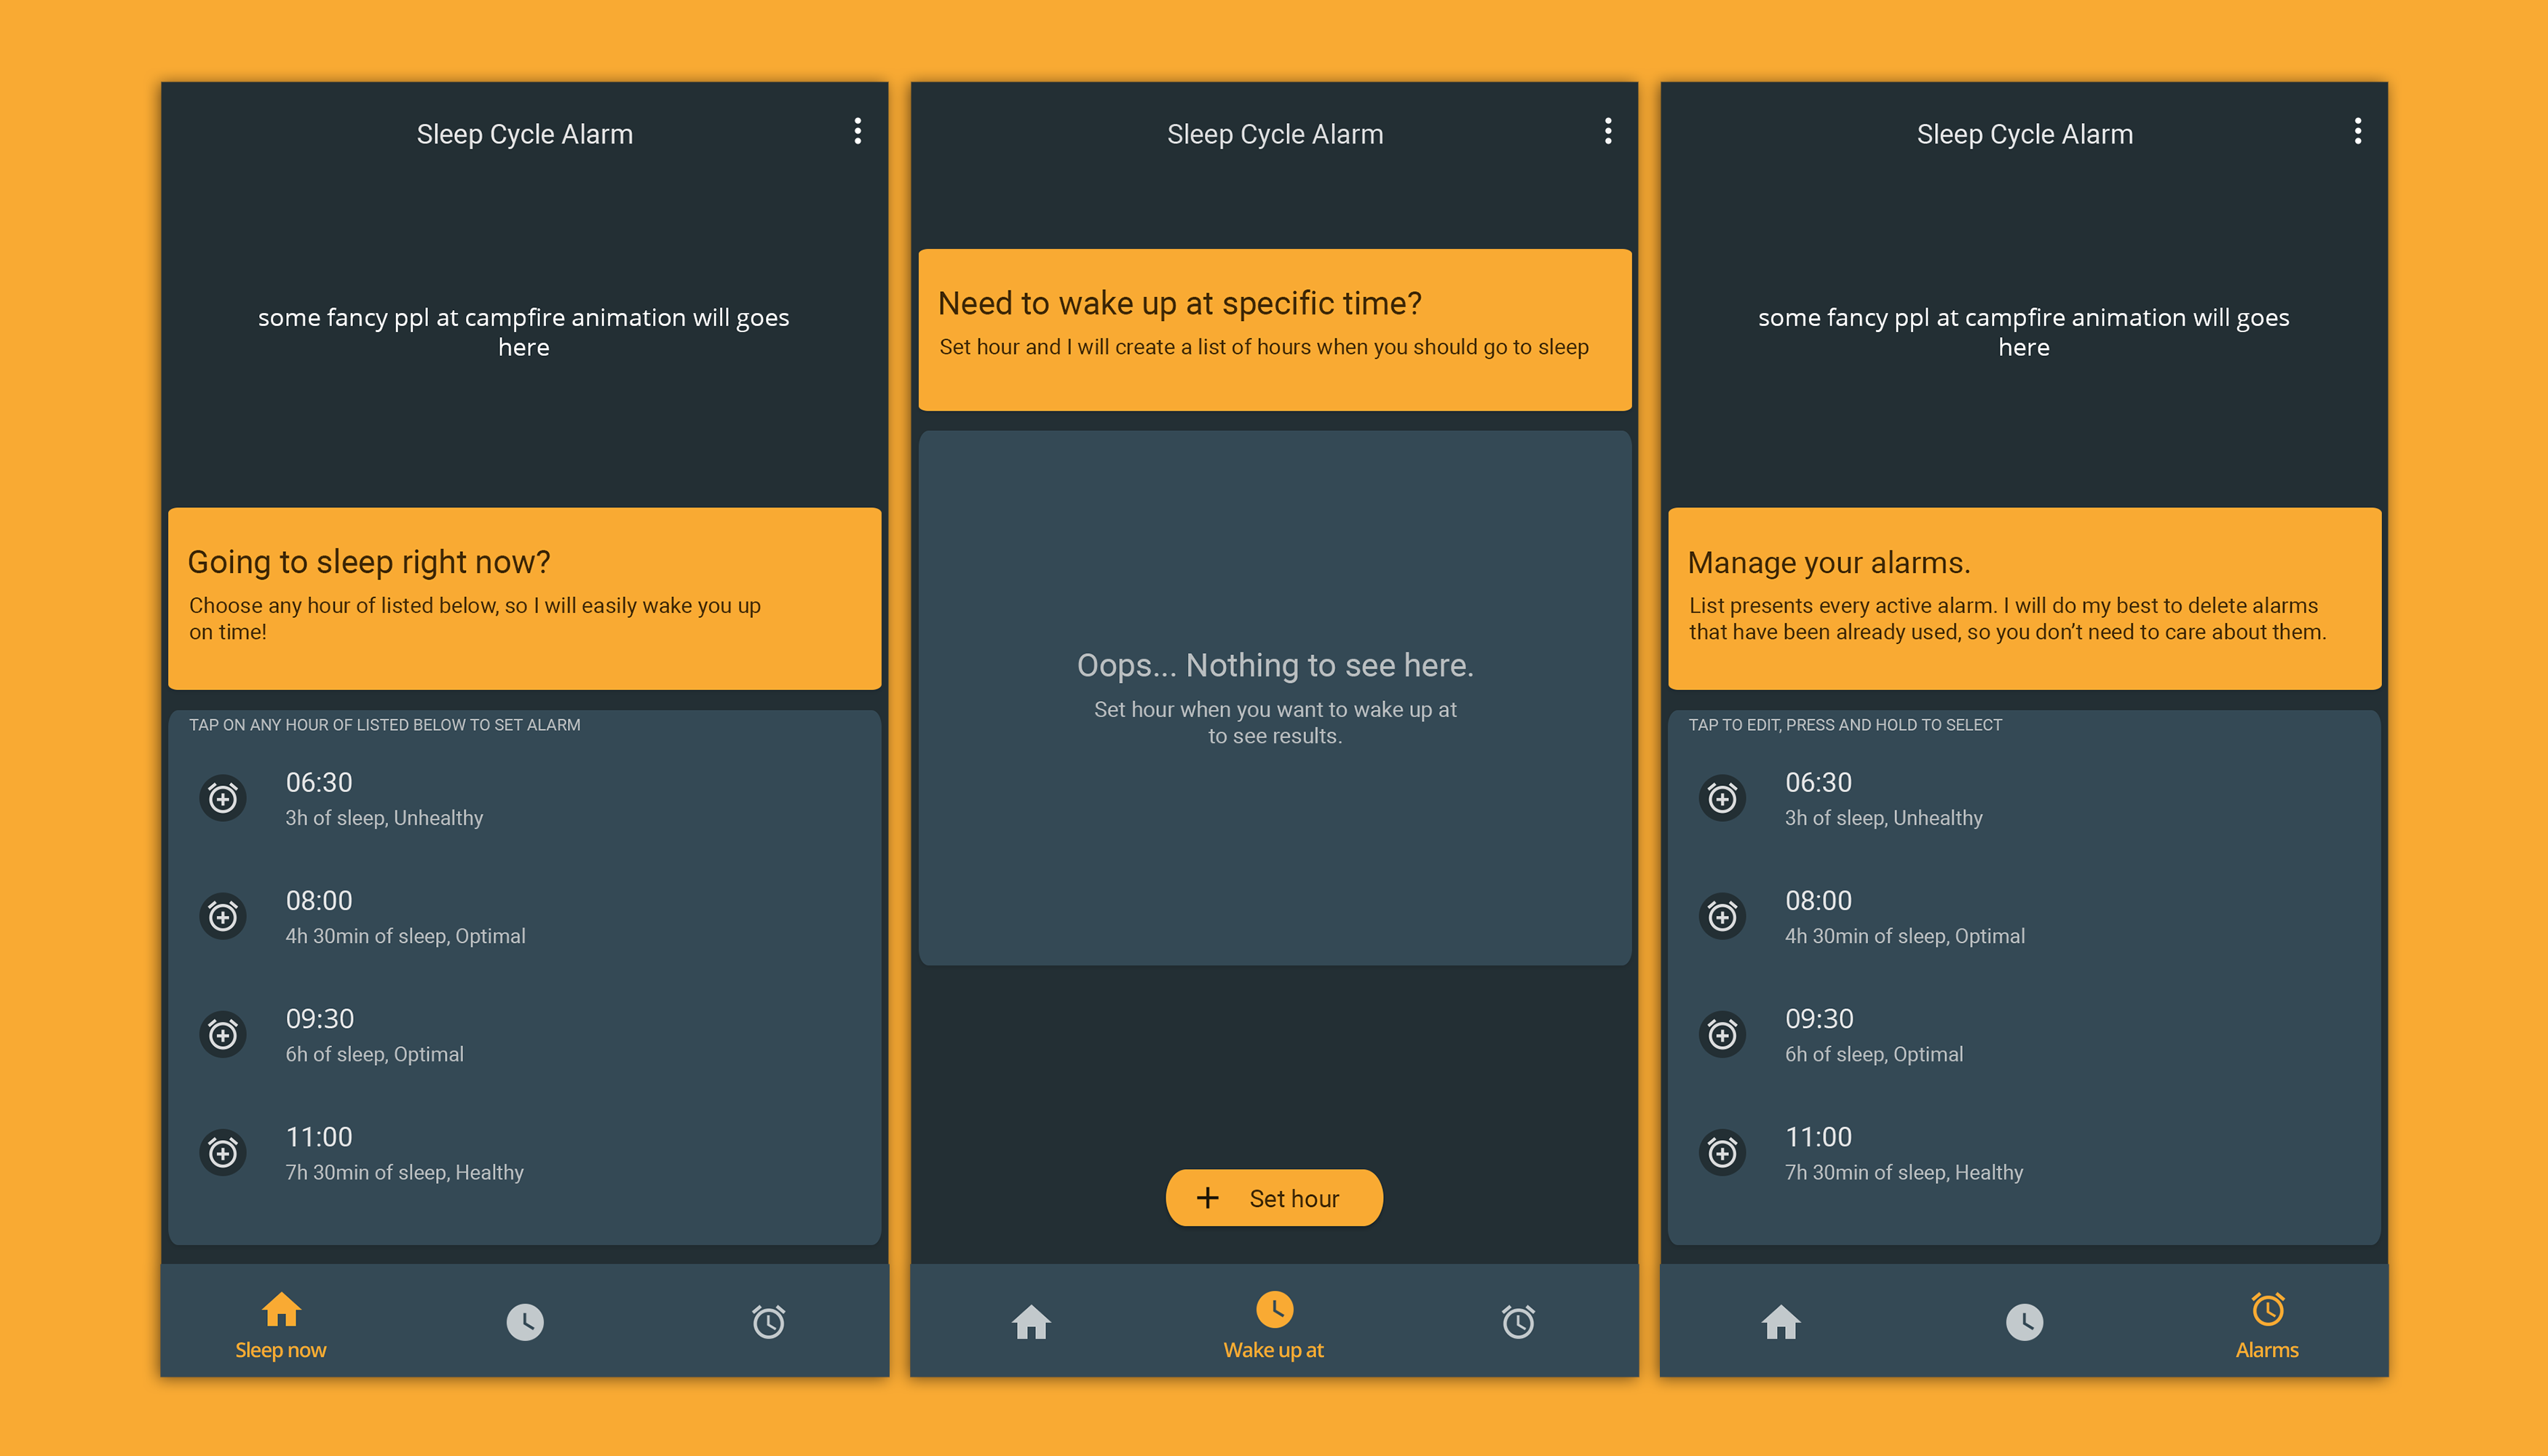 Sleep Cycle Alarm
some fancy ppl at campfire animation will goes
here
Going to sleep right now?
Choose any hour of listed below, so I will easily wake you up
on time!
TAP ON ANY HOUR OF LISTED BELOW TO SET ALARM
06:30
3h of sleep, Unhealthy
08:00
4h 30min of sleep, Optimal
09:30
6h of sleep, Optimal
11:00
7h 30min of sleep, Healthy
Sleep now
Sleep Cycle Alarm
Need to wake up at specific time?
Set hour and I will create a list of hours when you should go to sleep
Oops... Nothing to see here.
Set hour when you want to wake up at
to see results.
Set hour
Wake up at
Sleep Cycle Alarm
some fancy ppl at campfire animation will goes
here
Manage your alarms.
List presents every active alarm. I will do my best to delete alarms
that have been already used, so you don’t need to care about them.
TAP TO EDIT, PRESS AND HOLD TO SELECT
06:30
3h of sleep, Unhealthy
08:00
4h 30min of sleep, Optimal
09:30
6h of sleep, Optimal
11:00
7h 30min of sleep, Healthy
Alarms